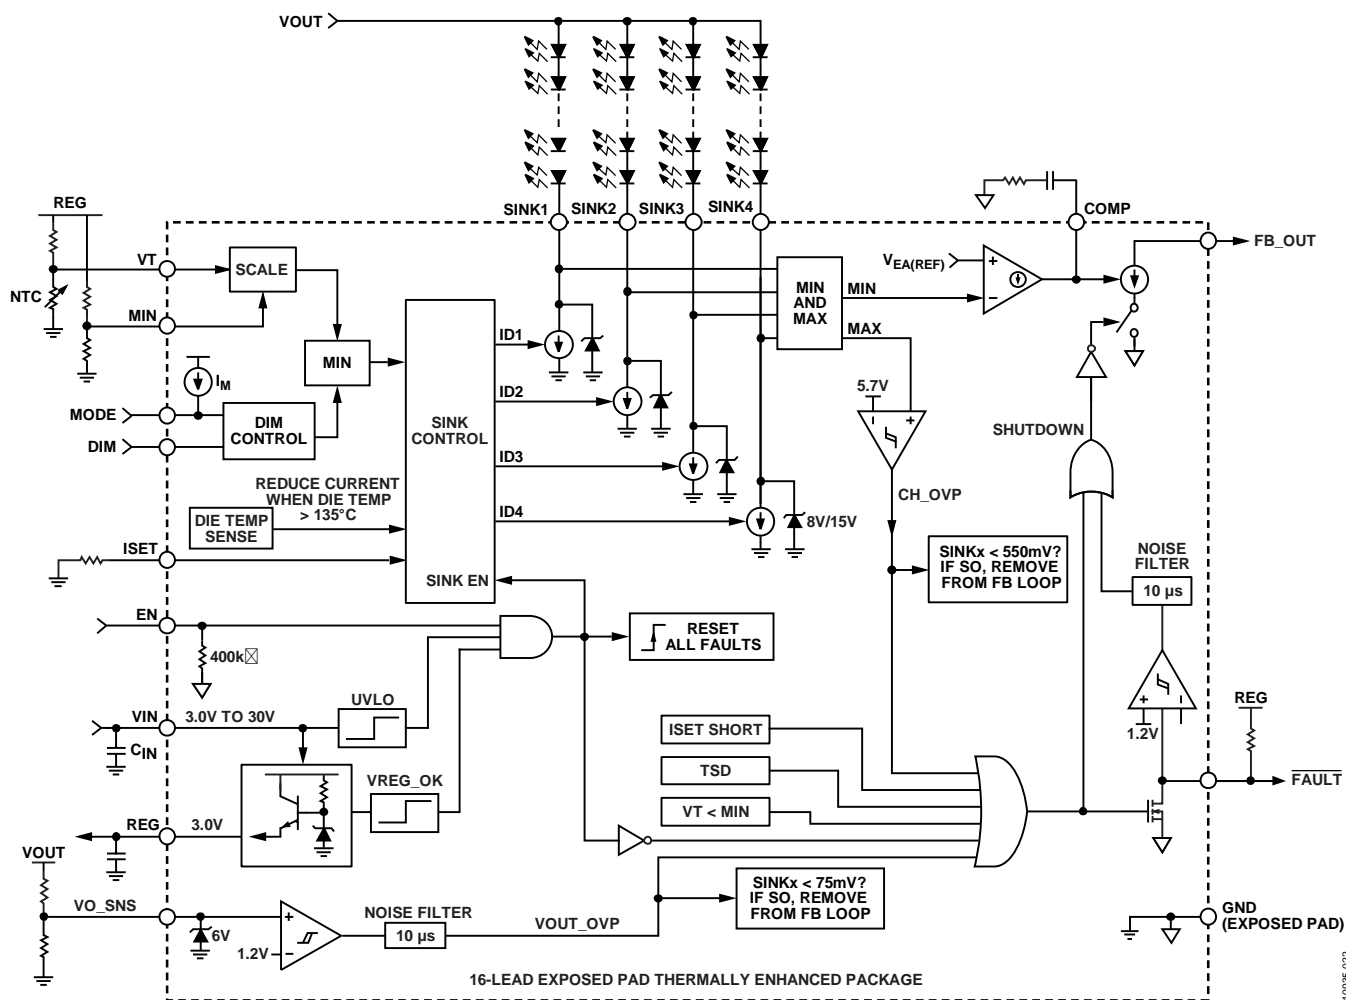 VOUT
SINK1
SINK2
SINK3
SINK4
COMP
REG
VT
SCALE
NTC
MIN
MIN
I_M
MODE
DIM
DIM
CONTROL
SINK
CONTROL
ID1
ID2
ID3
ID4
SINK EN
REDUCE CURRENT
WHEN DIE TEMP
> 135°C
DIE TEMP
SENSE
ISET
MIN
AND
MAX
MIN
MAX
V_EA(REF)
+
–
FB_OUT
5.7V
–
+
CH_OVP
8V/15V
SHUTDOWN
SINKx < 550mV?
IF SO, REMOVE
FROM FB LOOP
NOISE
FILTER
10 µs
EN
400k
RESET
ALL FAULTS
VIN
3.0V TO 30V
UVLO
C_IN
VREG_OK
REG
3.0V
ISET SHORT
TSD
VT < MIN
+
–
1.2V
REG
FAULT
VOUT
VO_SNS
6V
+
1.2V
–
NOISE FILTER
10 µs
VOUT_OVP
SINKx < 75mV?
IF SO, REMOVE
FROM FB LOOP
GND
(EXPOSED PAD)
16-LEAD EXPOSED PAD THERMALLY ENHANCED PACKAGE